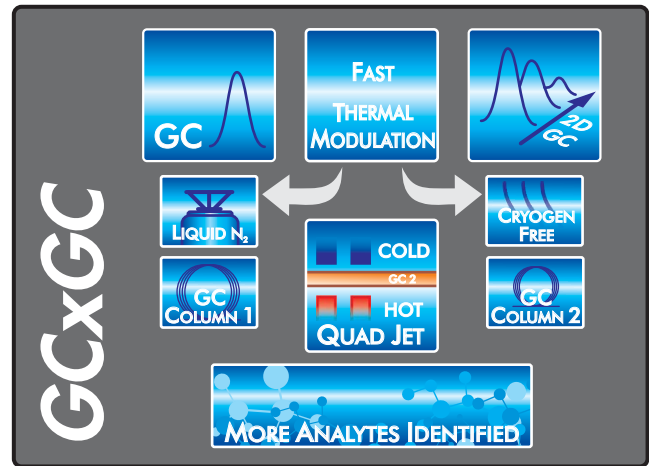 GCxGC
GC
FAST
THERMAL
MODULATION
2D
GC
LIQUID N₂
CRYOGEN
FREE
GC
COLUMN 1
COLD
GC 2
HOT
QUAD JET
GC
COLUMN 2
MORE ANALYTES IDENTIFIED